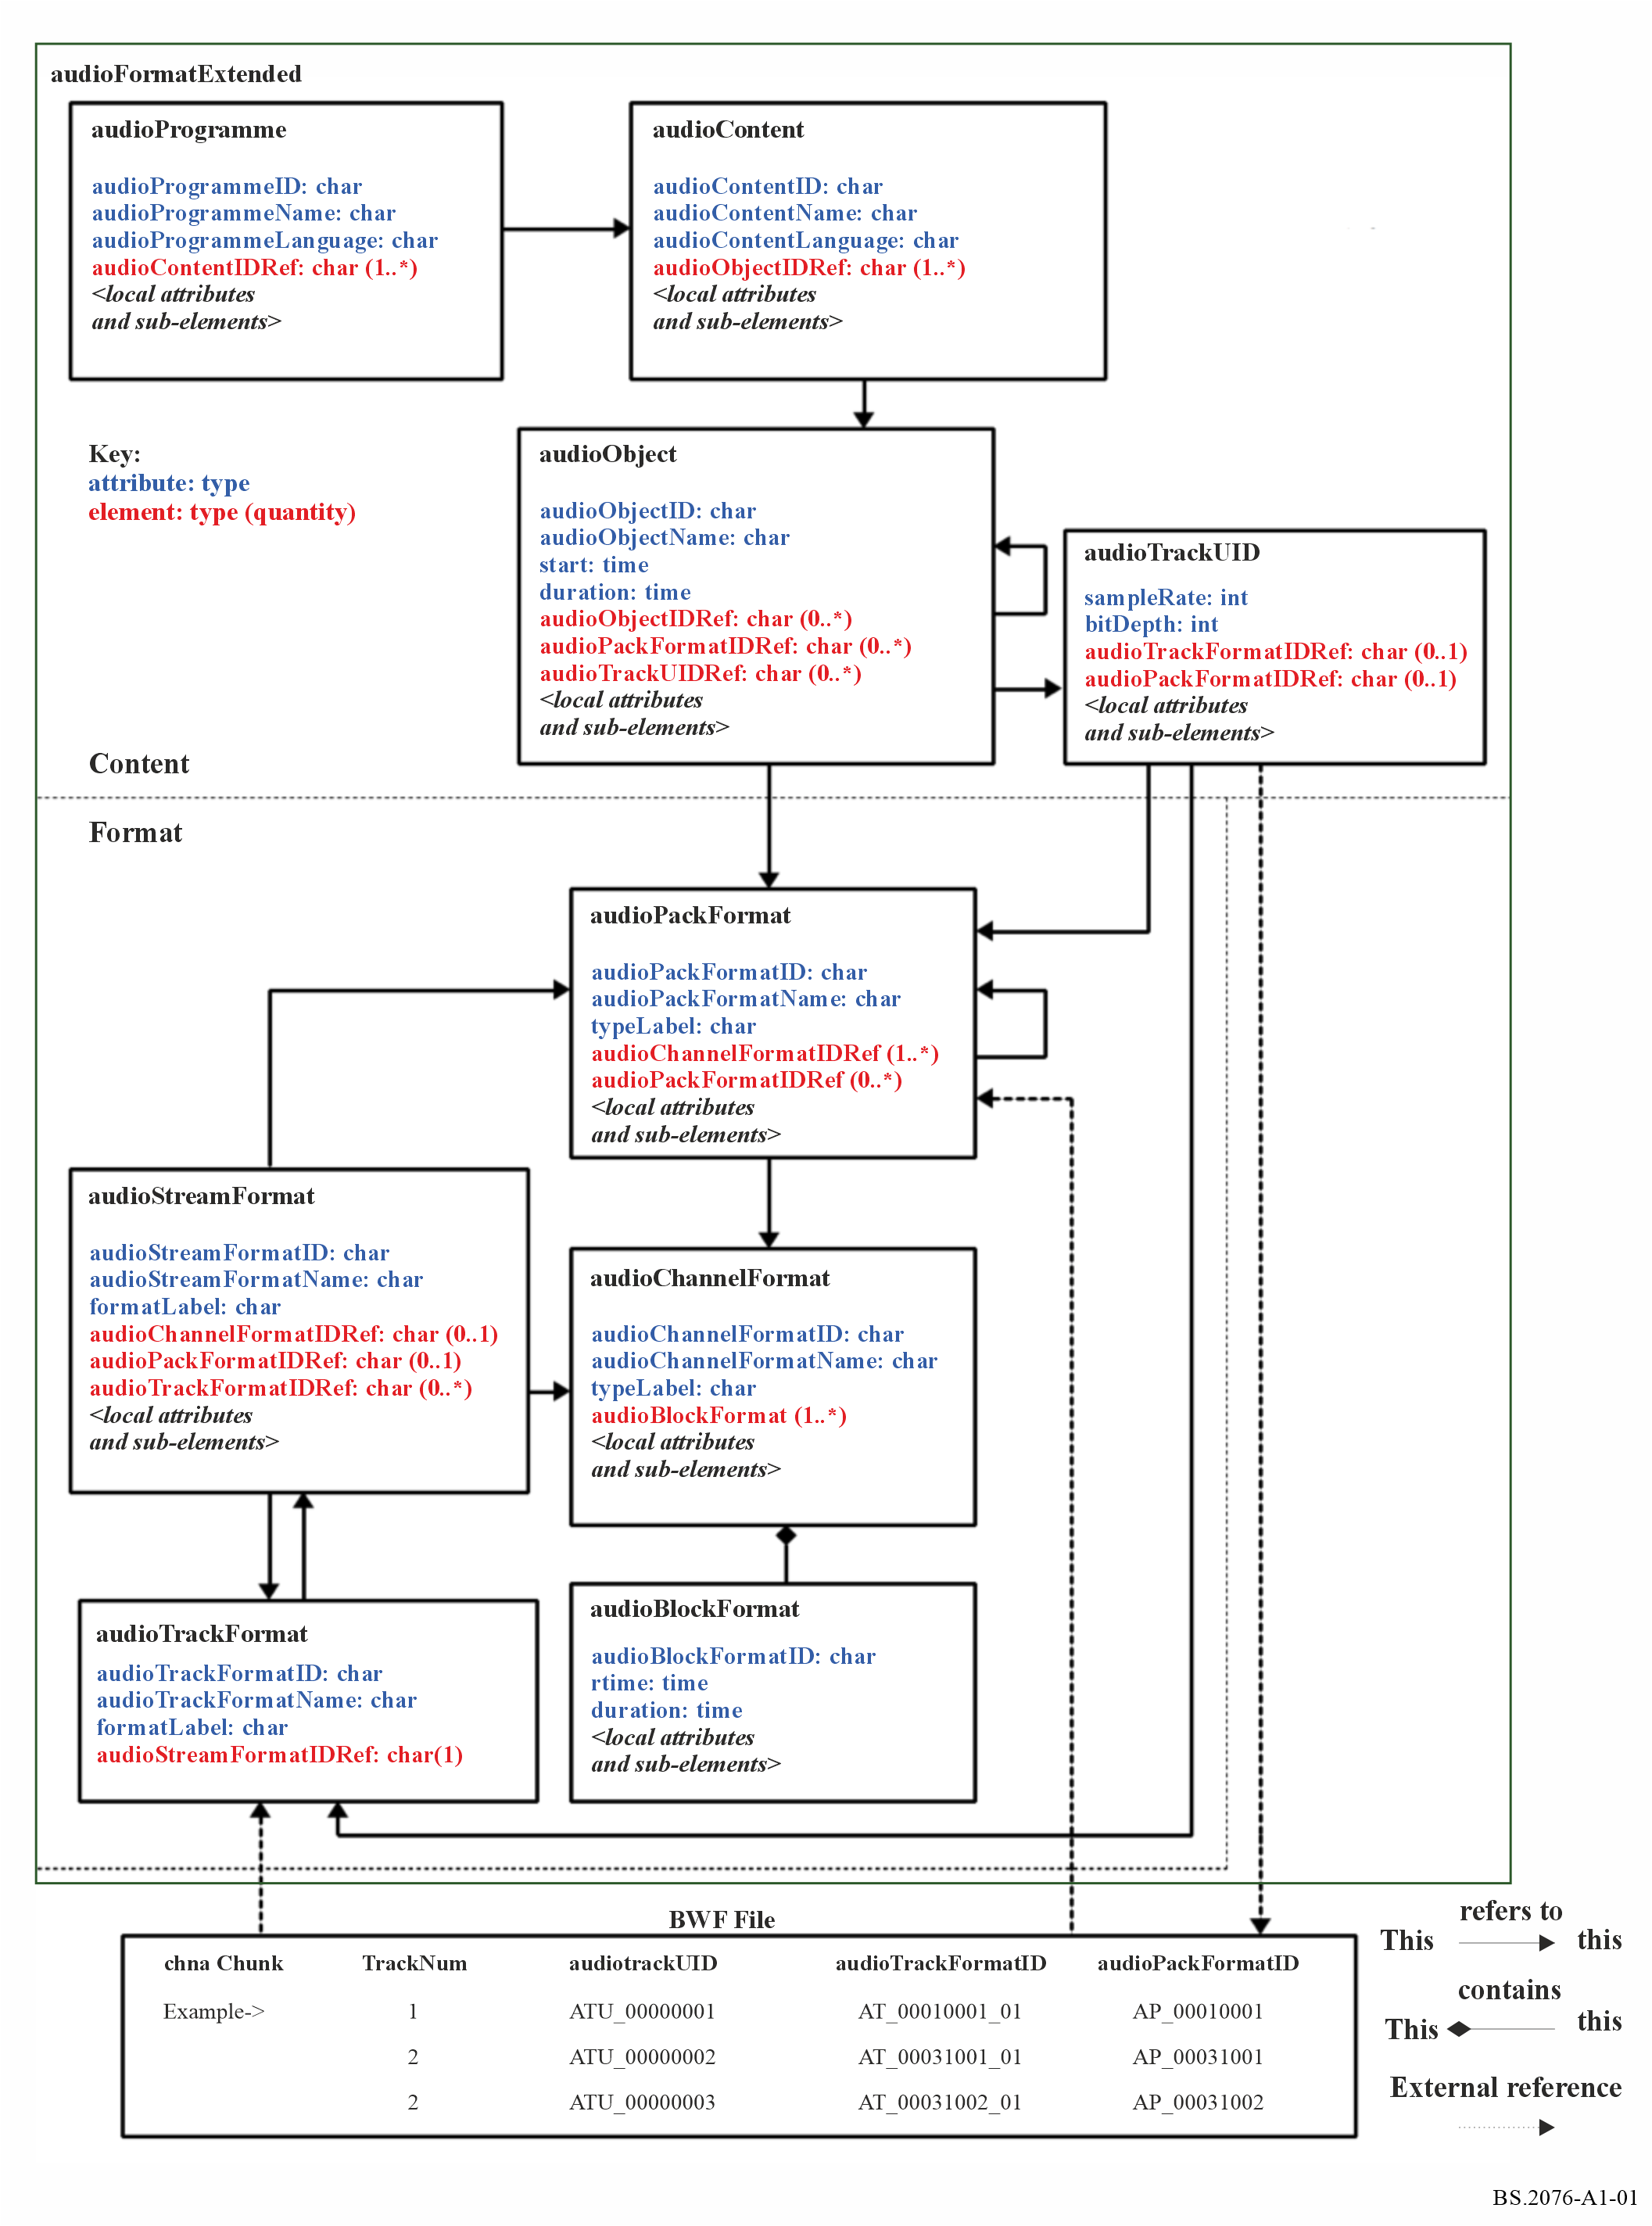 audioFormatExtended
audioProgramme
audioProgrammeID: char
audioProgrammeName: char
audioProgrammeLanguage: char
audioContentIDRef: char (1..*)
<local attributes
and sub-elements>
audioContent
audioContentID: char
audioContentName: char
audioContentLanguage: char
audioObjectIDRef: char (1..*)
<local attributes
and sub-elements>
Key:
attribute: type
element: type (quantity)
audioObject
audioObjectID: char
audioObjectName: char
start: time
duration: time
audioObjectIDRef: char (0..*)
audioPackFormatIDRef: char (0..*)
audioTrackUIDRef: char (0..*)
<local attributes
and sub-elements>
audioTrackUID
sampleRate: int
bitDepth: int
audioTrackFormatIDRef: char (0..1)
audioPackFormatIDRef: char (0..1)
<local attributes
and sub-elements>
Content
Format
audioPackFormat
audioPackFormatID: char
audioPackFormatName: char
typeLabel: char
audioChannelFormatIDRef (1..*)
audioPackFormatIDRef (0..*)
<local attributes
and sub-elements>
audioStreamFormat
audioStreamFormatID: char
audioStreamFormatName: char
formatLabel: char
audioChannelFormatIDRef: char (0..1)
audioPackFormatIDRef: char (0..1)
audioTrackFormatIDRef: char (0..*)
<local attributes
and sub-elements>
audioChannelFormat
audioChannelFormatID: char
audioChannelFormatName: char
typeLabel: char
audioBlockFormat (1..*)
<local attributes
and sub-elements>
audioTrackFormat
audioTrackFormatID: char
audioTrackFormatName: char
formatLabel: char
audioStreamFormatIDRef: char(1)
audioBlockFormat
audioBlockFormatID: char
rtime: time
duration: time
<local attributes
and sub-elements>
BWF File
chna Chunk TrackNum audiotrackUID audioTrackFormatID audioPackFormatID
Example-> 1 ATU_00000001 AT_00010001_01 AP_00010001
2 ATU_00000002 AT_00031001_01 AP_00031001
2 ATU_00000003 AT_00031002_01 AP_00031002
refers to
This this
contains
This this
External reference
BS.2076-A1-01